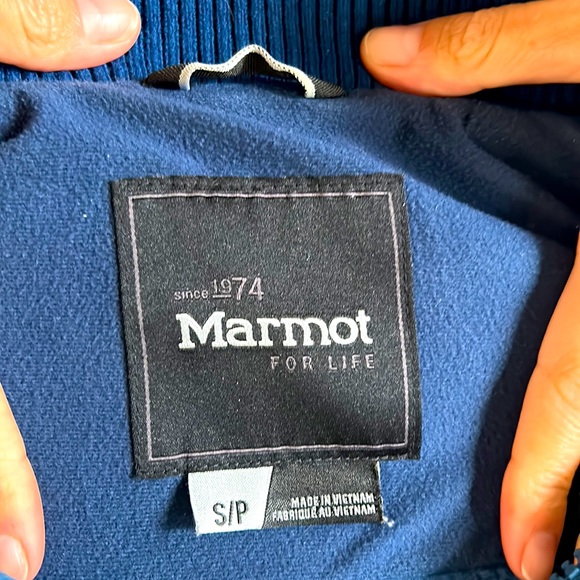 since 1974
Marmot
FOR LIFE
S/P
MADE IN VIETNAM
FABRIQUÉ AU VIETNAM